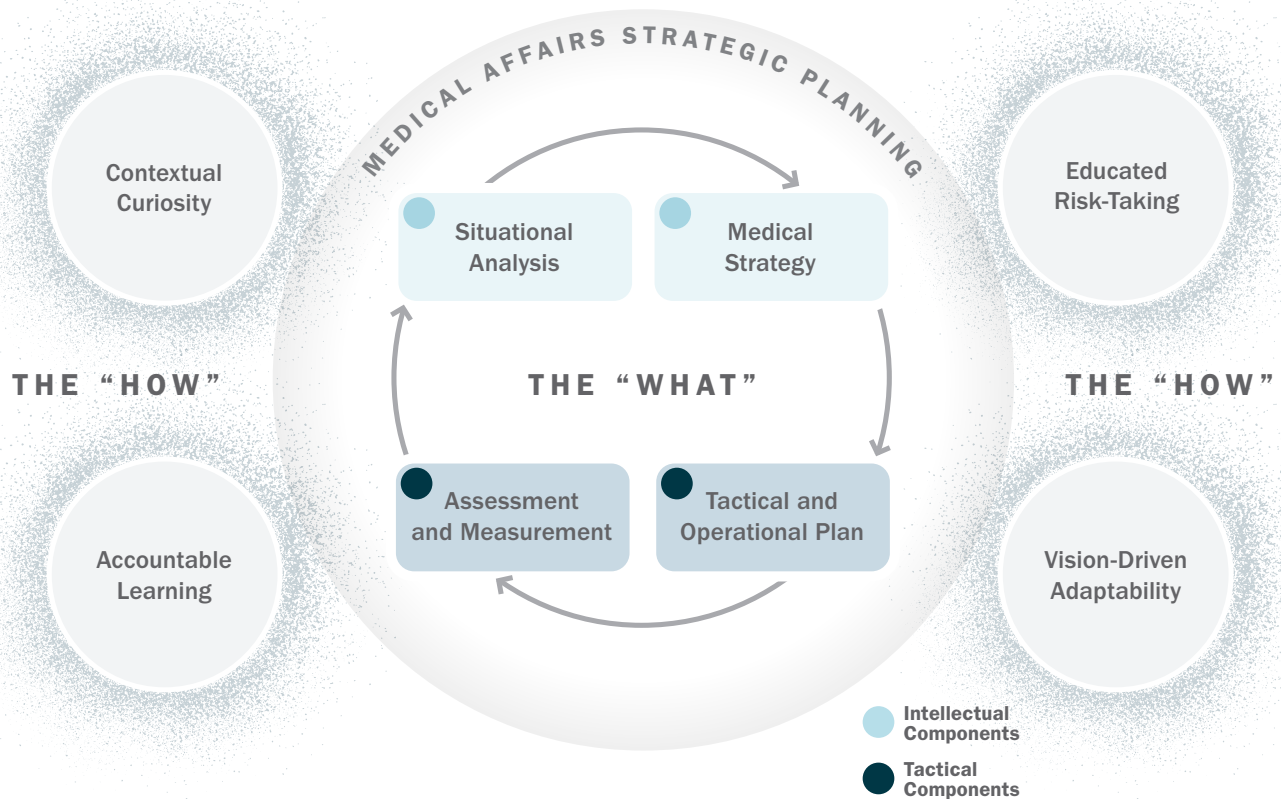 MEDICAL AFFAIRS STRATEGIC PLANNING
Contextual
Curiosity
Educated
Risk-Taking
Situational
Analysis
Medical
Strategy
THE “HOW”
THE “WHAT”
THE “HOW”
Assessment
and Measurement
Tactical and
Operational Plan
Accountable
Learning
Vision-Driven
Adaptability
Intellectual
Components
Tactical
Components